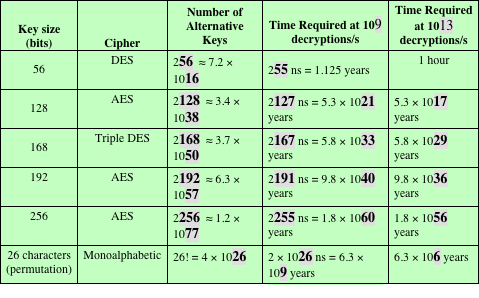 Key size (bits) Cipher Number of Alternative Keys Time Required at 109 decryptions/s Time Required at 1013 decryptions/s
56 DES 256 ≈ 7.2 × 1016 255 ns = 1.125 years 1 hour
128 AES 2128 ≈ 3.4 × 1038 2127 ns = 5.3 × 1021 years 5.3 × 1017 years
168 Triple DES 2168 ≈ 3.7 × 1050 2167 ns = 5.8 × 1033 years 5.8 × 1029 years
192 AES 2192 ≈ 6.3 × 1057 2191 ns = 9.8 × 1040 years 9.8 × 1036 years
256 AES 2256 ≈ 1.2 × 1077 2255 ns = 1.8 × 1060 years 1.8 × 1056 years
26 characters (permutation) Monoalphabetic 26! = 4 × 1026 2 × 1026 ns = 6.3 × 109 years 6.3 × 106 years